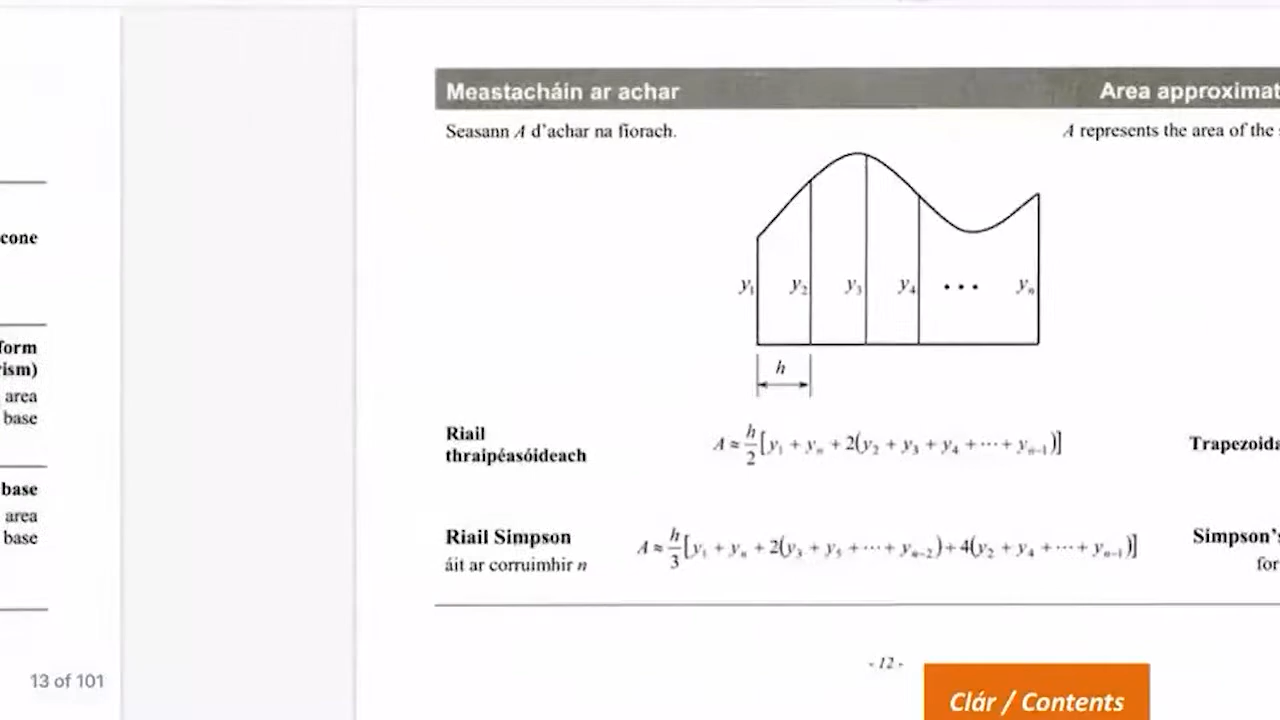 cone
form
rism)
area
base
base
area
base
13 of 101
Meastacháin ar achar
Area approximat
Seasann A d'achar na fíorach.
A represents the area of the
y₁ y₂ y₃ y₄ ... yₙ
h
Riail
thraipéasóideach
A ≈ h/2 [y₁ + yₙ + 2(y₂ + y₃ + y₄ + ⋯ + yₙ₋₁)]
Trapezoida
Riail Simpson
áit ar corruimhir n
A ≈ h/3 [y₁ + yₙ + 2(y₃ + y₅ + ⋯ + yₙ₋₂) + 4(y₂ + y₄ + ⋯ + yₙ₋₁)]
Simpson's
for
- 12 -
Clár / Contents